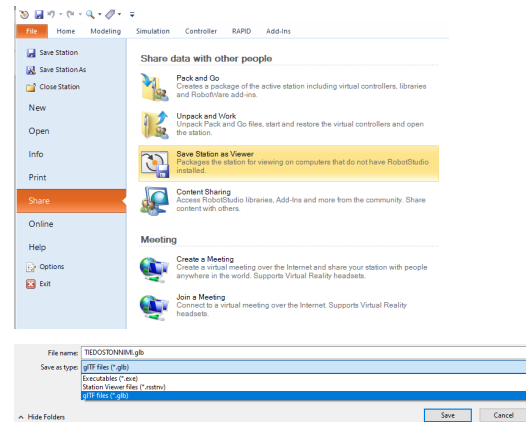 File Home Modeling Simulation Controller RAPID Add-Ins
Save Station
Save Station As
Close Station
New
Open
Info
Print
Share
Online
Help
Options
Exit
Share data with other people
Pack and Go
Creates a package of the active station including virtual controllers, libraries
and RobotWare add-ins.
Unpack and Work
Unpack Pack and Go files, start and restore the virtual controllers and open
the station.
Save Station as Viewer
Packages the station for viewing on computers that do not have RobotStudio
installed.
Content Sharing
Access RobotStudio libraries, Add-Ins and more from the community. Share
content with others.
Meeting
Create a Meeting
Create a virtual meeting over the Internet and share your station with people
anywhere in the world. Supports Virtual Reality headsets.
Join a Meeting
Connect to a virtual meeting over the Internet. Supports Virtual Reality
headsets.
File name: TIEDOSTONNIMI.glb
Save as type: glTF files (*.glb)
Executables (*.exe)
Station Viewer files (*.rsstnv)
glTF files (*.glb)
Hide Folders
Save Cancel